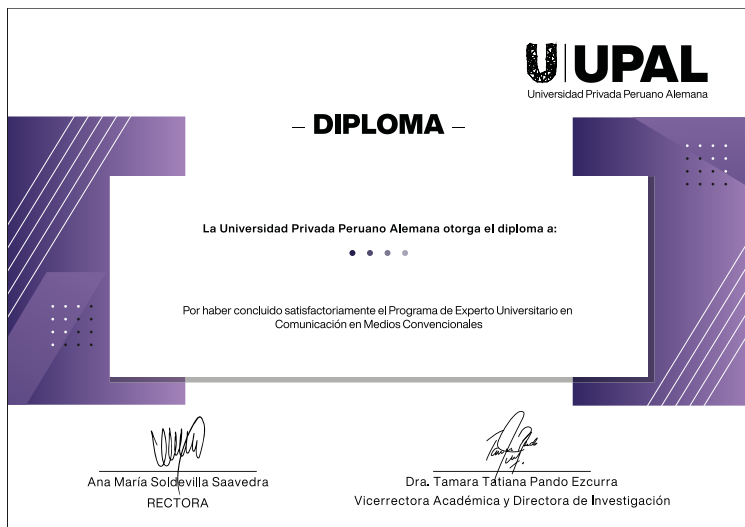 UPAL
Universidad Privada Peruano Alemana
– DIPLOMA –
La Universidad Privada Peruano Alemana otorga el diploma a:
Por haber concluido satisfactoriamente el Programa de Experto Universitario en
Comunicación en Medios Convencionales
Ana María Soldevilla Saavedra
RECTORA
Dra. Tamara Tatiana Pando Ezcurra
Vicerrectora Académica y Directora de Investigación